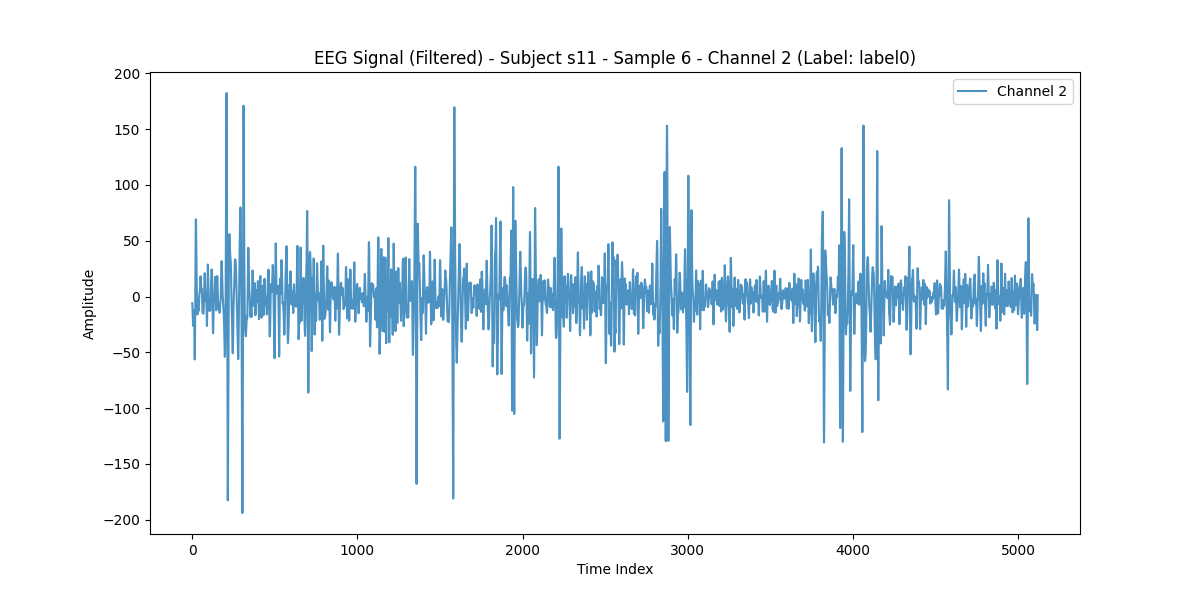 EEG Signal (Filtered) - Subject s11 - Sample 6 - Channel 2 (Label: label0)
Channel 2
200
150
100
50
0
−50
−100
−150
−200
Amplitude
0 1000 2000 3000 4000 5000
Time Index